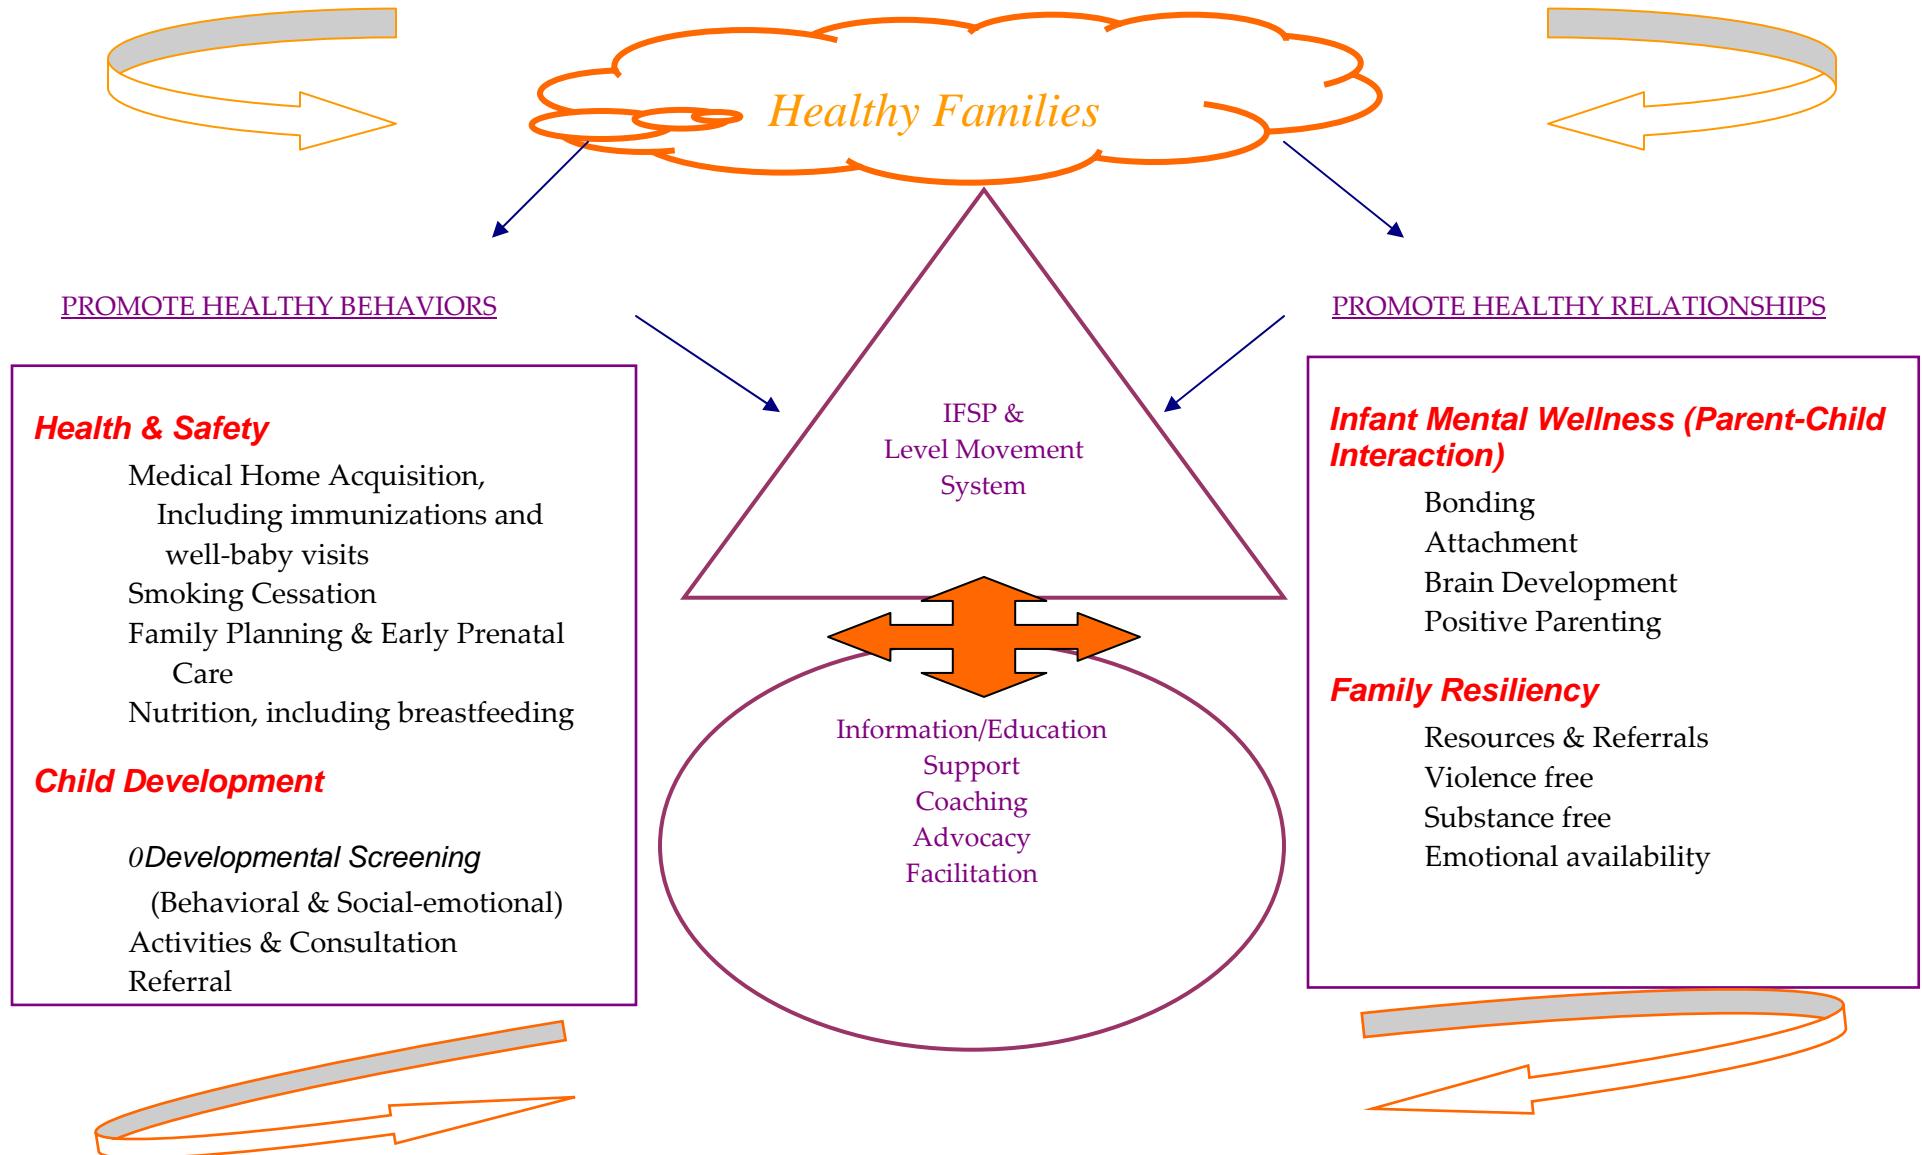 Healthy Families
PROMOTE HEALTHY BEHAVIORS
Health & Safety
Medical Home Acquisition,
Including immunizations and
well-baby visits
Smoking Cessation
Family Planning & Early Prenatal
Care
Nutrition, including breastfeeding
Child Development
0Developmental Screening
(Behavioral & Social-emotional)
Activities & Consultation
Referral
IFSP &
Level Movement
System
Information/Education
Support
Coaching
Advocacy
Facilitation
PROMOTE HEALTHY RELATIONSHIPS
Infant Mental Wellness (Parent-Child
Interaction)
Bonding
Attachment
Brain Development
Positive Parenting
Family Resiliency
Resources & Referrals
Violence free
Substance free
Emotional availability